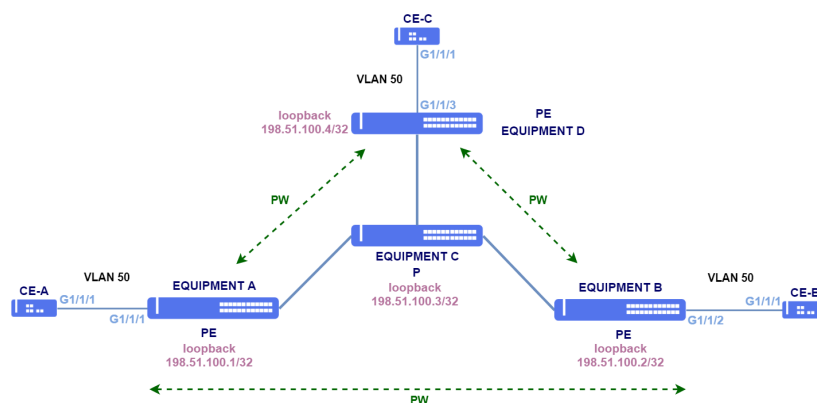 CE-C
G1/1/1
VLAN 50
G1/1/3
loopback
198.51.100.4/32
PE
EQUIPMENT D
PW
PW
EQUIPMENT C
P
loopback
198.51.100.3/32
VLAN 50
EQUIPMENT A
CE-A
G1/1/1
G1/1/1
PE
loopback
198.51.100.1/32
EQUIPMENT B
VLAN 50
CE-B
G1/1/1
G1/1/2
PE
loopback
198.51.100.2/32
PW